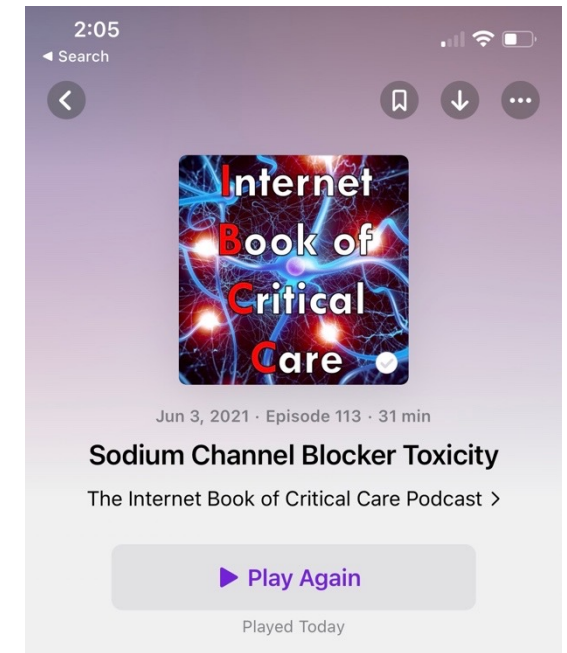 2:05
◀ Search
Internet
Book of
Critical
Care
Jun 3, 2021 · Episode 113 · 31 min
Sodium Channel Blocker Toxicity
The Internet Book of Critical Care Podcast >
▶ Play Again
Played Today